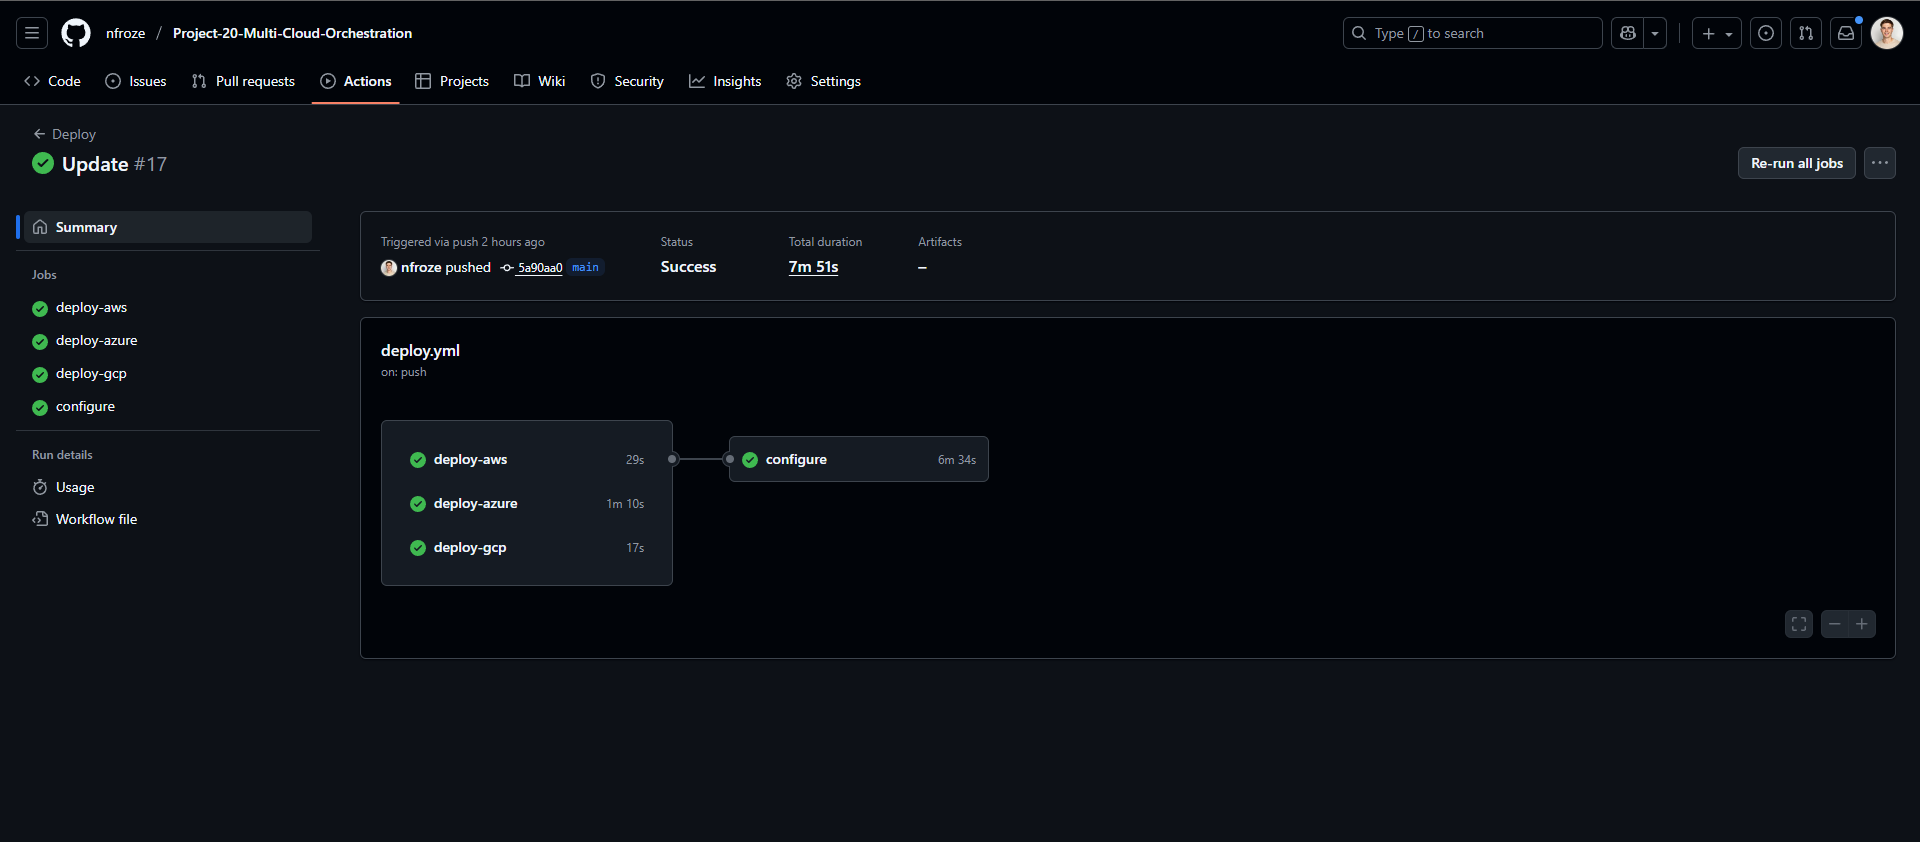 nfroze / Project-20-Multi-Cloud-Orchestration
Type / to search
Code Issues Pull requests Actions Projects Wiki Security Insights Settings
Deploy
Update #17
Re-run all jobs
Summary
Jobs
deploy-aws
deploy-azure
deploy-gcp
configure
Run details
Usage
Workflow file
Triggered via push 2 hours ago
nfroze pushed 5a90aa0 main
Status
Success
Total duration
7m 51s
Artifacts
–
deploy.yml
on: push
deploy-aws 29s
deploy-azure 1m 10s
deploy-gcp 17s
configure 6m 34s